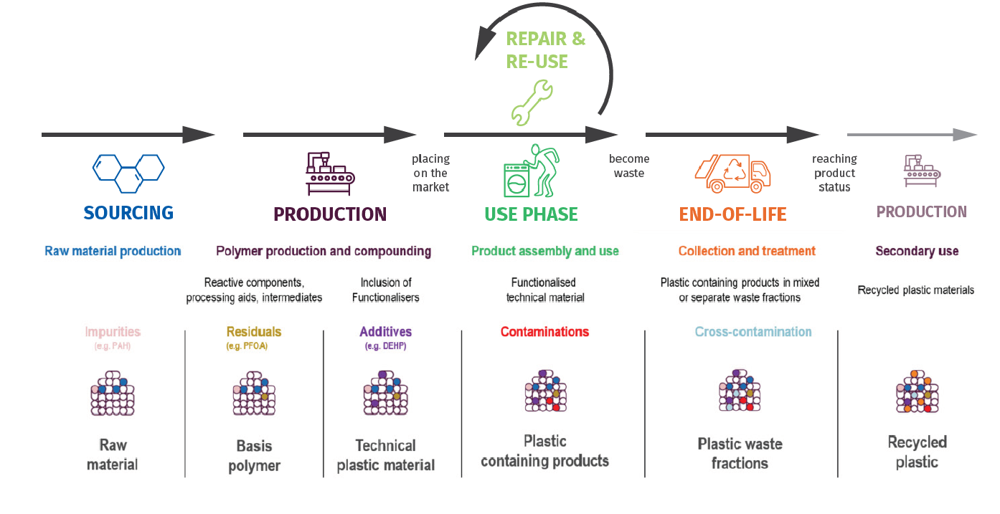 REPAIR &
RE-USE
placing
on the
market
become
waste
reaching
product
status
SOURCING
PRODUCTION
USE PHASE
END-OF-LIFE
PRODUCTION
Raw material production
Polymer production and compounding
Product assembly and use
Collection and treatment
Secondary use
Reactive components,
processing aids, intermediates
Inclusion of
Functionalisers
Functionalised
technical material
Plastic containing products in mixed
or separate waste fractions
Recycled plastic materials
Impurities
(e.g. PAH)
Residuals
(e.g. PFOA)
Additives
(e.g. DEHP)
Contaminations
Cross-contamination
Raw
material
Basis
polymer
Technical
plastic material
Plastic
containing products
Plastic waste
fractions
Recycled
plastic